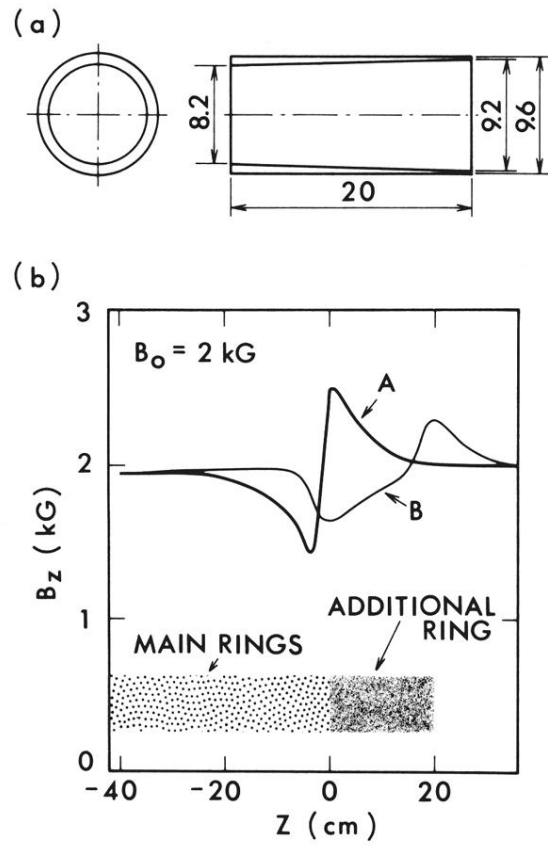 (a)
8.2
9.2
9.6
20
(b)
3
2
1
0
Bz (kG)
B₀ = 2 kG
A
B
MAIN RINGS
ADDITIONAL
RING
-40
-20
0
20
Z (cm)